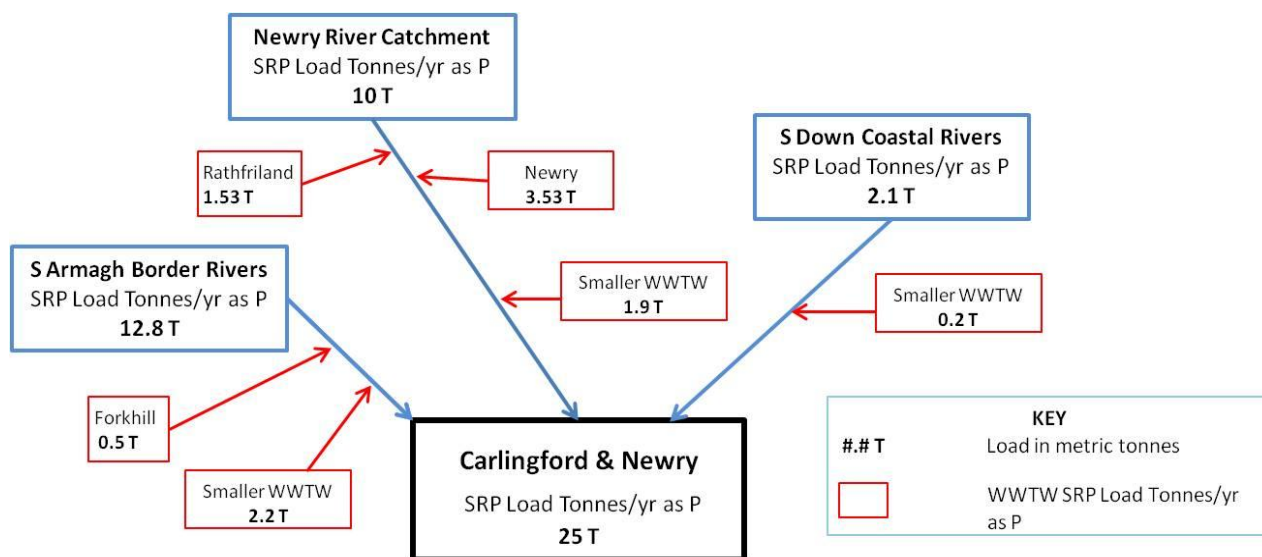 Newry River Catchment
SRP Load Tonnes/yr as P
10 T
S Down Coastal Rivers
SRP Load Tonnes/yr as P
2.1 T
Rathfriland
1.53 T
Newry
3.53 T
S Armagh Border Rivers
SRP Load Tonnes/yr as P
12.8 T
Smaller WWTW
1.9 T
Smaller WWTW
0.2 T
Forkhill
0.5 T
Smaller WWTW
2.2 T
Carlingford & Newry
SRP Load Tonnes/yr as P
25 T
KEY
#.# T Load in metric tonnes
WWTW SRP Load Tonnes/yr
as P